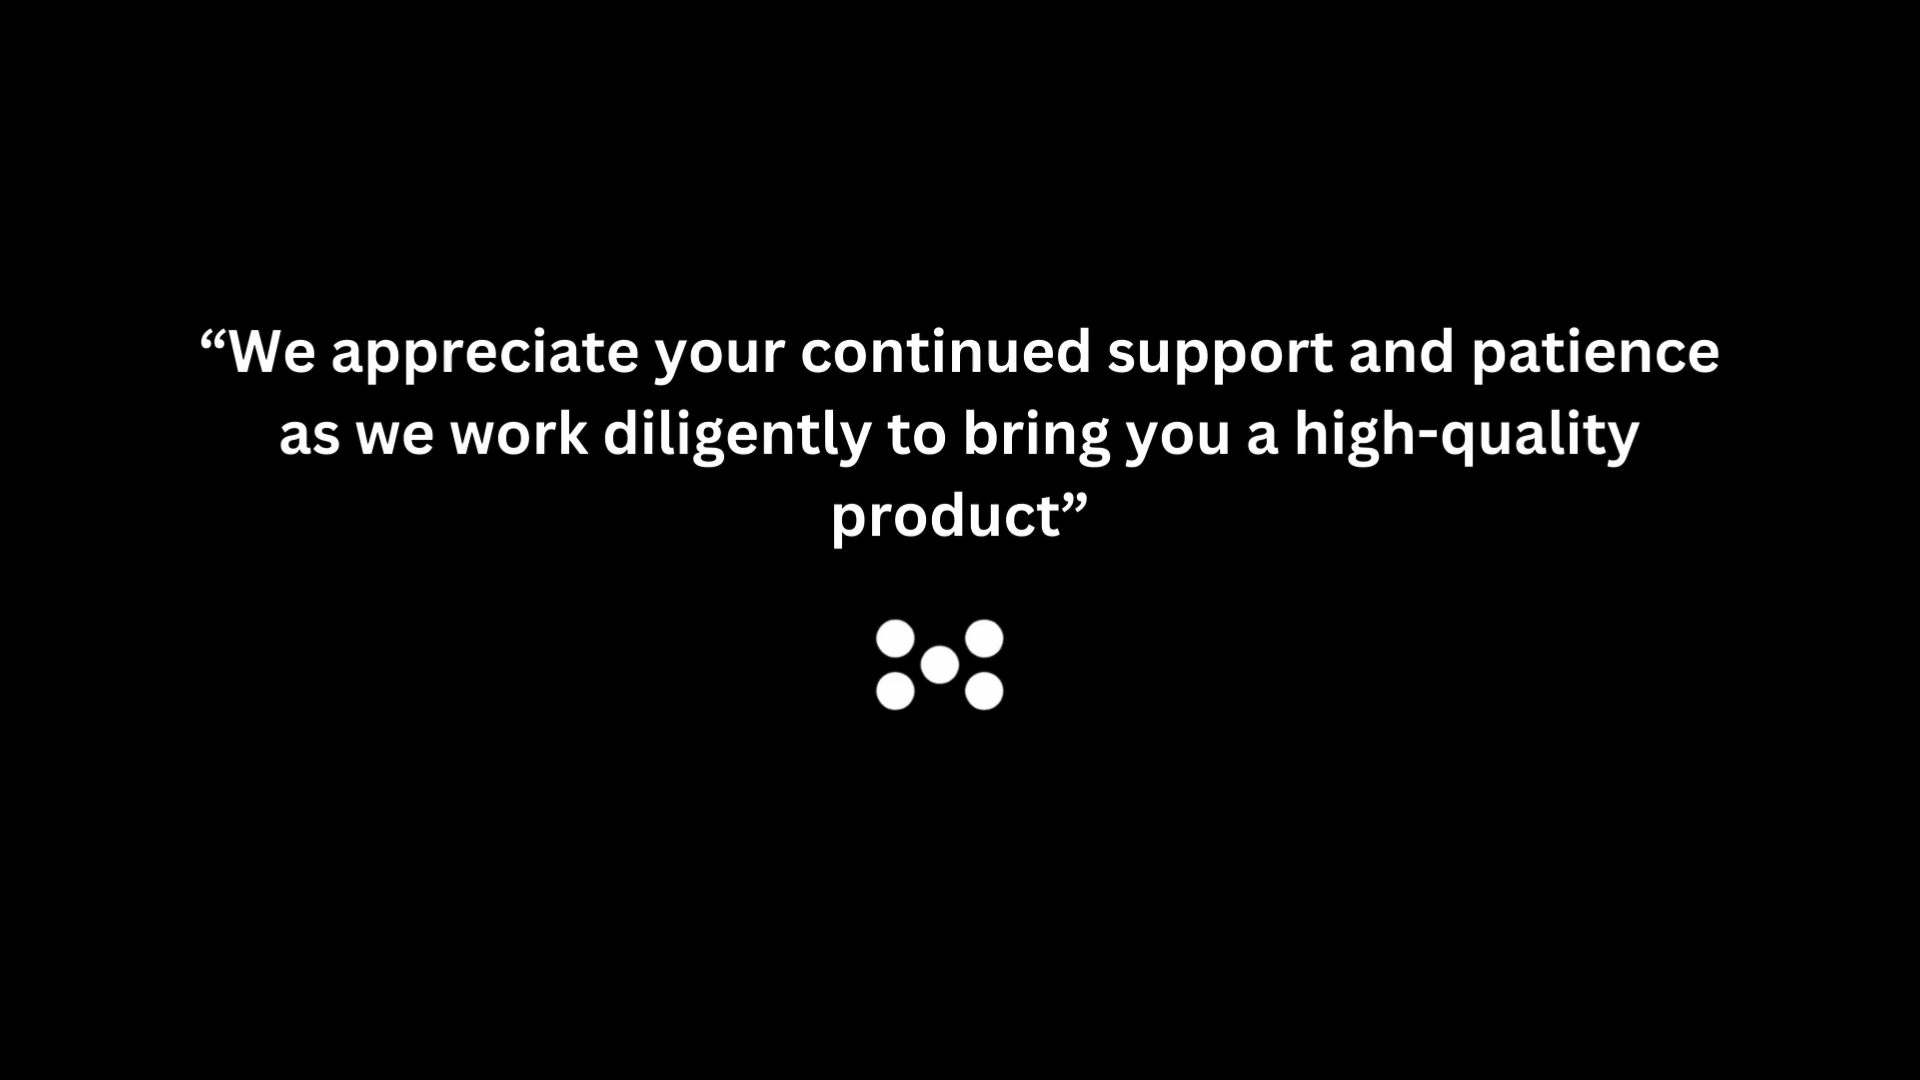 “We appreciate your continued support and patience
as we work diligently to bring you a high-quality
product”